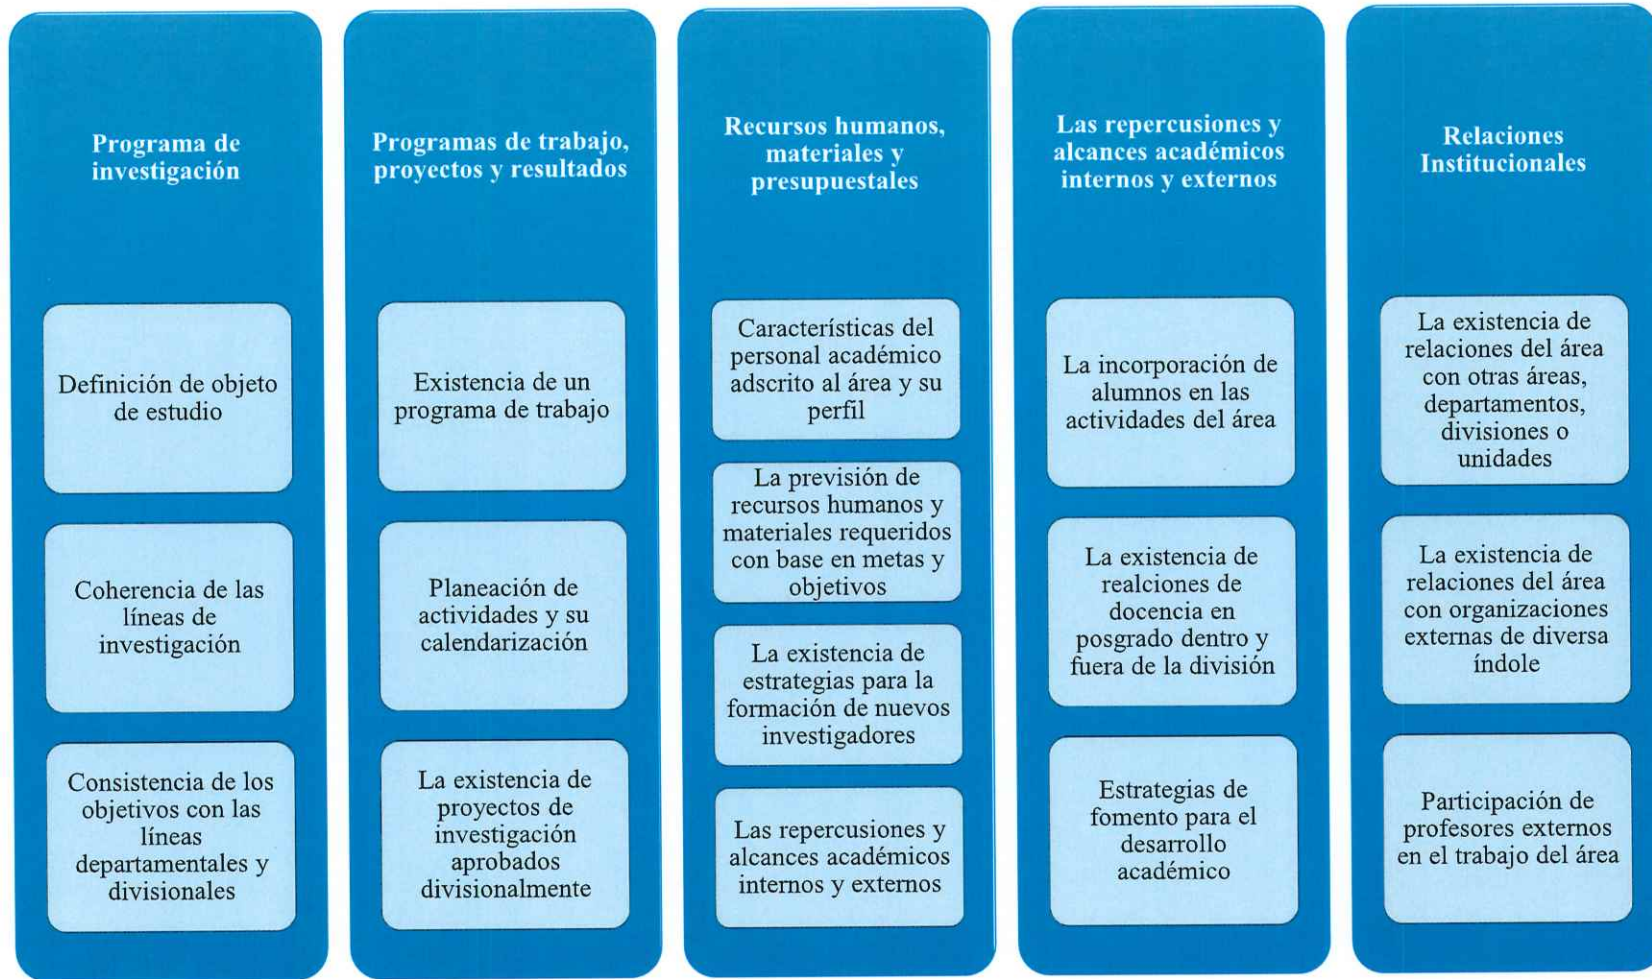 Programa de
investigación
Definición de objeto
de estudio
Coherencia de las
líneas de
investigación
Consistencia de los
objetivos con las
líneas
departamentales y
divisionales
Programas de trabajo,
proyectos y resultados
Existencia de un
programa de trabajo
Planeación de
actividades y su
calendarización
La existencia de
proyectos de
investigación
aprobados
divisionalmente
Recursos humanos,
materiales y
presupuestales
Características del
personal académico
adscrito al área y su
perfil
La previsión de
recursos humanos y
materiales requeridos
con base en metas y
objetivos
La existencia de
estrategias para la
formación de nuevos
investigadores
Las repercusiones y
alcances académicos
internos y externos
Las repercusiones y
alcances académicos
internos y externos
La incorporación de
alumnos en las
actividades del área
La existencia de
realciones de
docencia en
posgrado dentro y
fuera de la división
Estrategias de
fomento para el
desarrollo
académico
Relaciones
Institucionales
La existencia de
relaciones del área
con otras áreas,
departamentos,
divisiones o
unidades
La existencia de
relaciones del área
con organizaciones
externas de diversa
índole
Participación de
profesores externos
en el trabajo del área